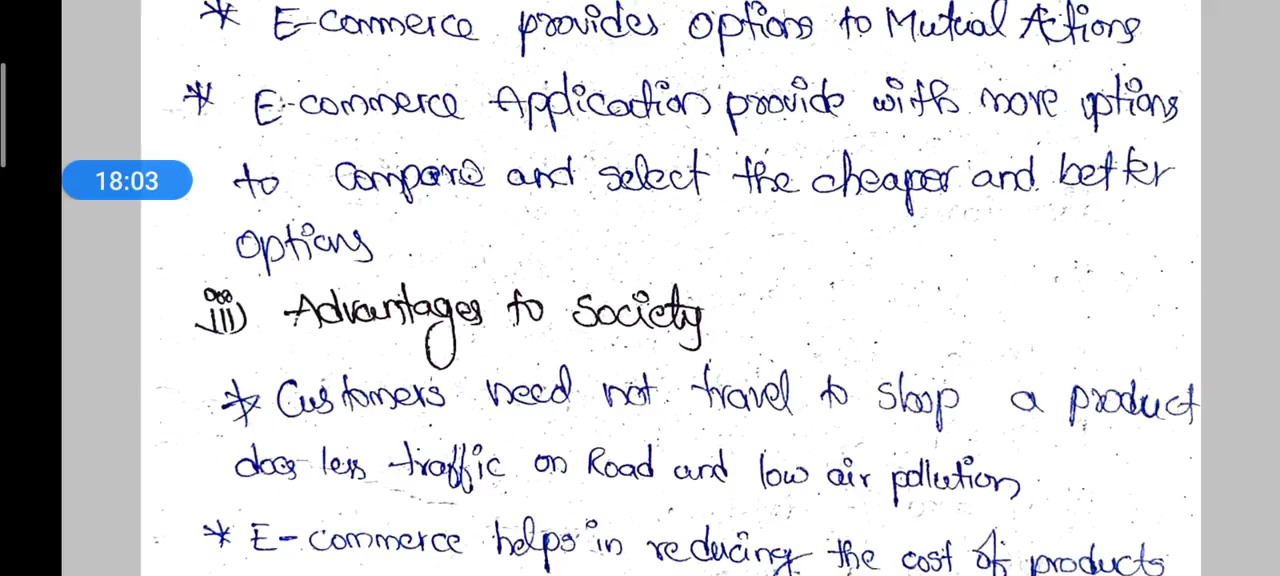 * E-commerce provides options to Mutual Actions
* E-commerce Application provide with more options
18:03
to compare and select the cheaper and better
options
iii) Advantages to Society
* Customers need not travel to shop a product
does less traffic on Road and low air pollution
* E-commerce helps in reducing the cost of products